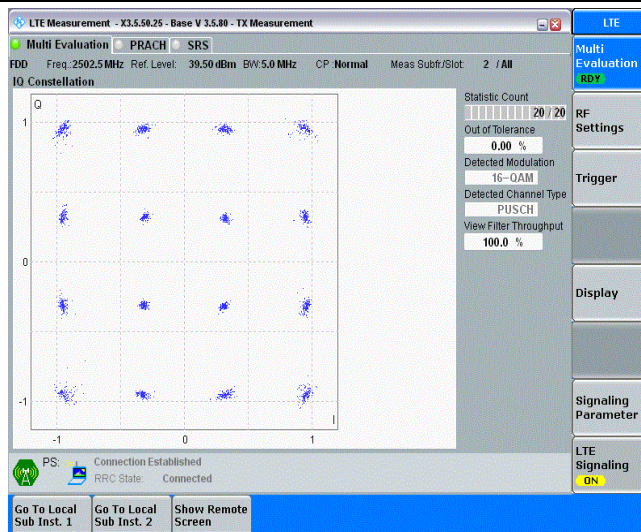 LTE Measurement - X3.5.50.25 - Base V 3.5.80 - TX Measurement
LTE
Multi Evaluation PRACH SRS
Multi
Evaluation
RDY
FDD Freq.:2502.5 MHz Ref. Level: 39.50 dBm BW:5.0 MHz CP :Normal Meas Subfr./Slot: 2 / All
IQ Constellation
Q
1
0
-1
-1 0 1
I
Statistic Count
20 / 20
Out of Tolerance
0.00 %
Detected Modulation
16-QAM
Detected Channel Type
PUSCH
View Filter Throughput
100.0 %
RF
Settings
Trigger
Display
Signaling
Parameter
LTE
Signaling
ON
PS: Connection Established
RRC State: Connected
Go To Local
Sub Inst. 1
Go To Local
Sub Inst. 2
Show Remote
Screen